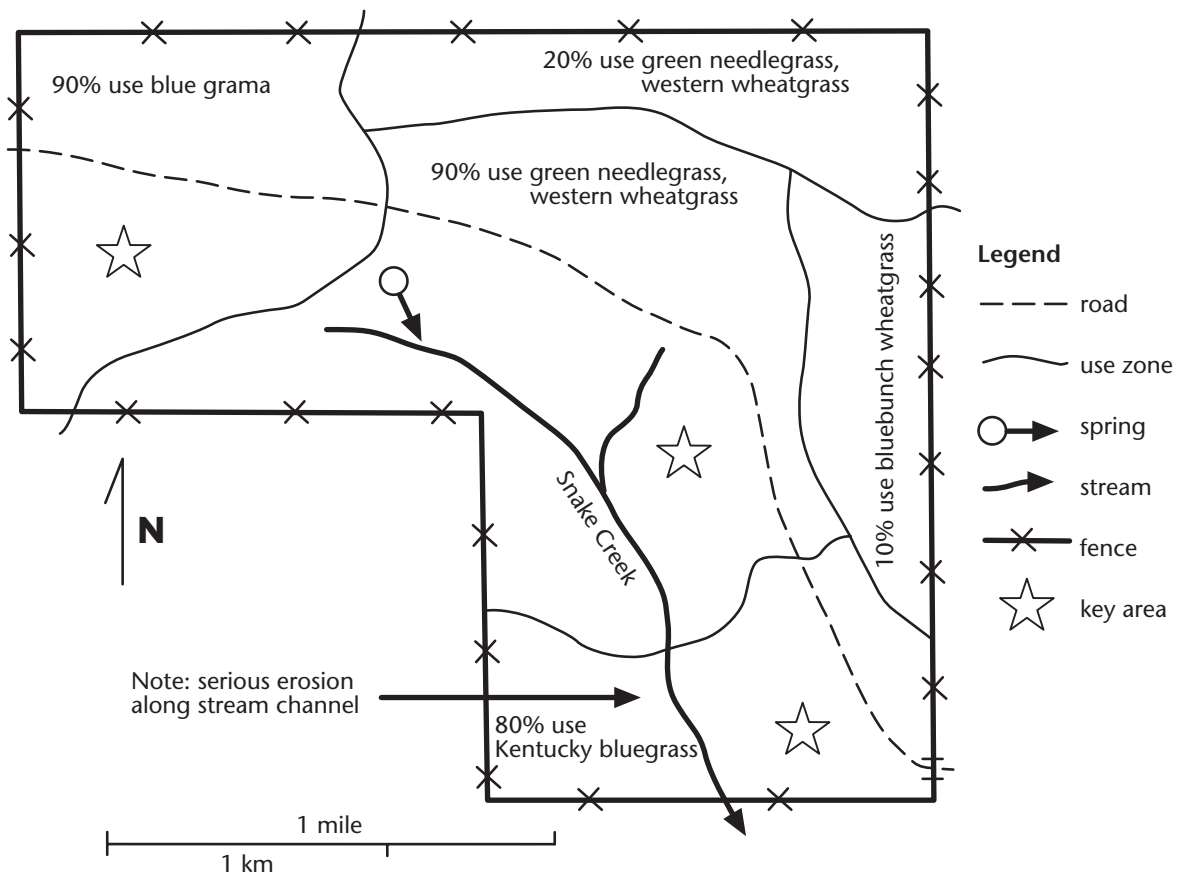 90% use blue grama
20% use green needlegrass,
western wheatgrass
90% use green needlegrass,
western wheatgrass
10% use bluebunch wheatgrass
Snake Creek
N
Note: serious erosion
along stream channel
80% use
Kentucky bluegrass
1 mile
1 km
Legend
road
use zone
spring
stream
fence
key area